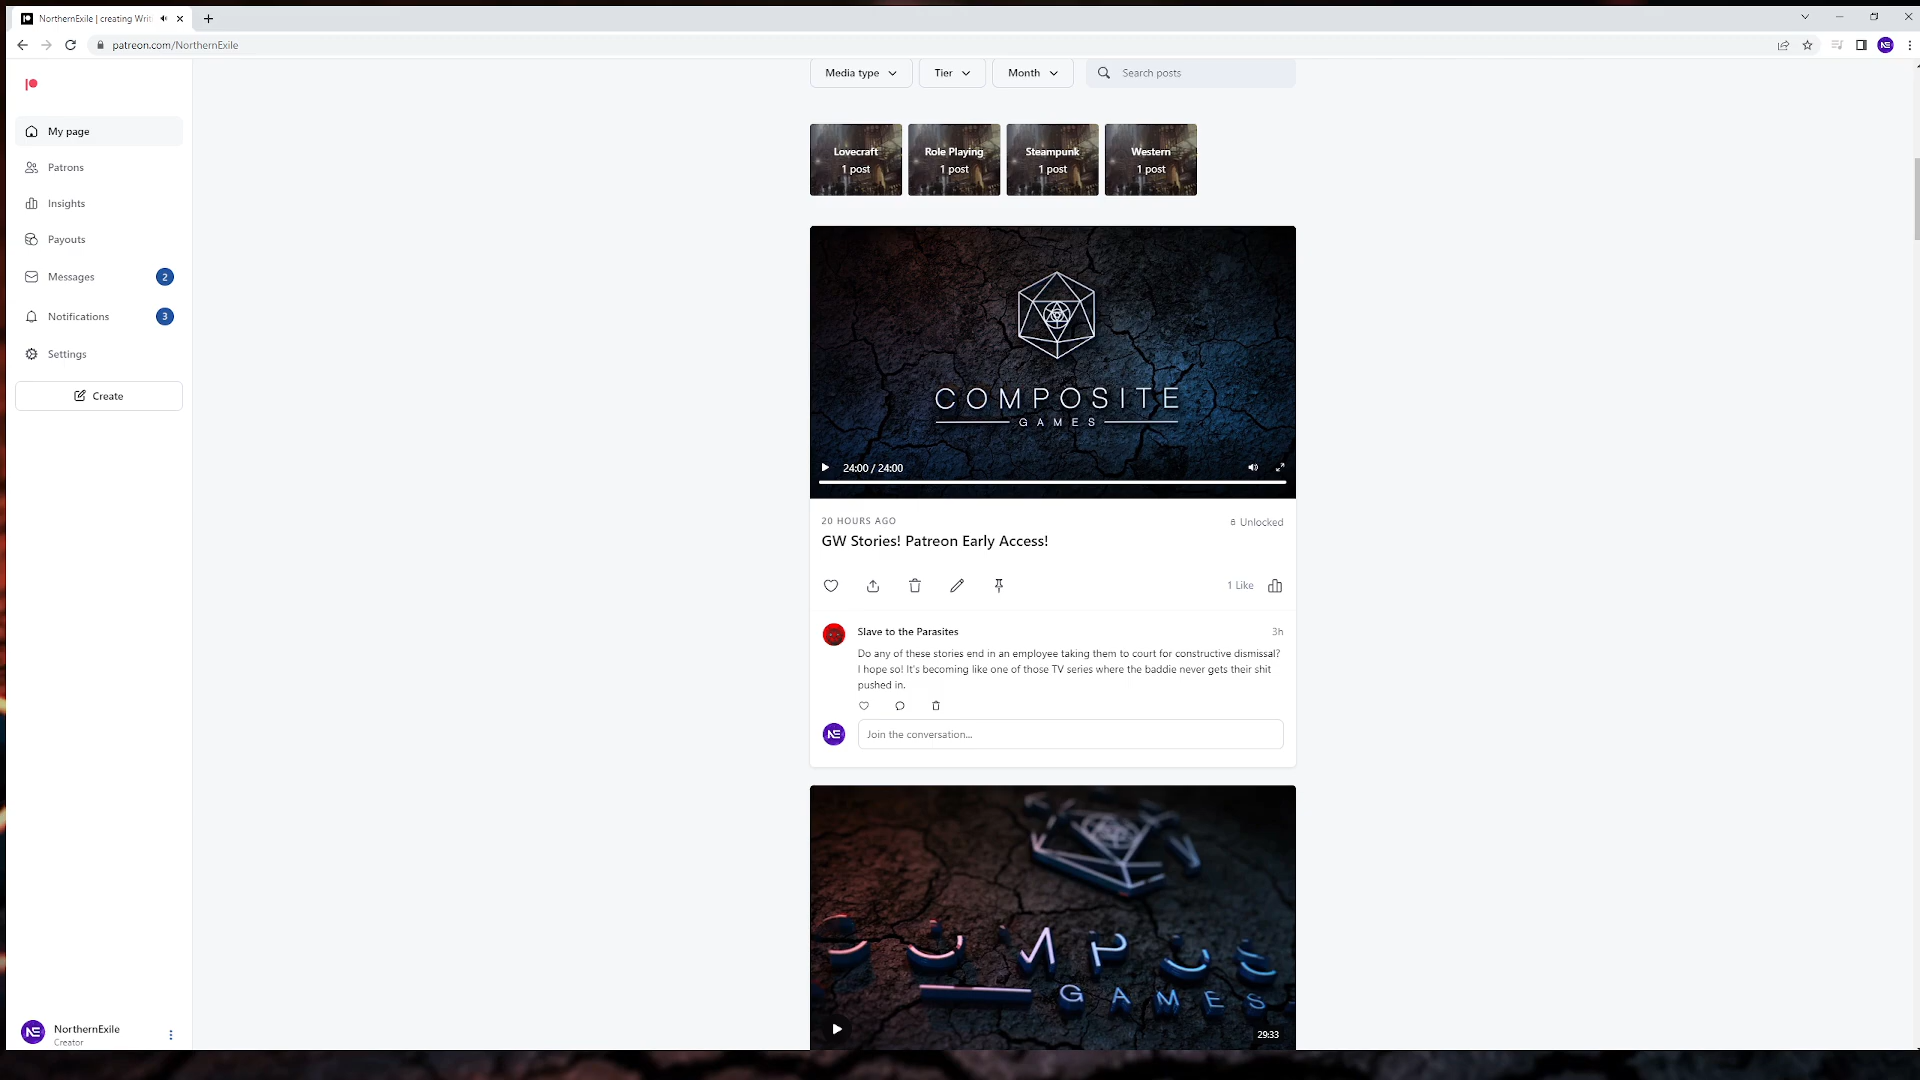 NorthernExile | creating Writ
patreon.com/NorthernExile
NE
My page
Patrons
Insights
Payouts
Messages
2
Notifications
3
Settings
Create
NE
NorthernExile
Creator
Media type
Tier
Month
Search posts
Lovecraft
1 post
Role Playing
1 post
Steampunk
1 post
Western
1 post
COMPOSITE
GAMES
24:00 / 24:00
20 HOURS AGO
Unlocked
GW Stories! Patreon Early Access!
1 Like
Slave to the Parasites
3h
Do any of these stories end in an employee taking them to court for constructive dismissal?
I hope so! It's becoming like one of those TV series where the baddie never gets their shit
pushed in.
NE
Join the conversation...
GAMES
29:33